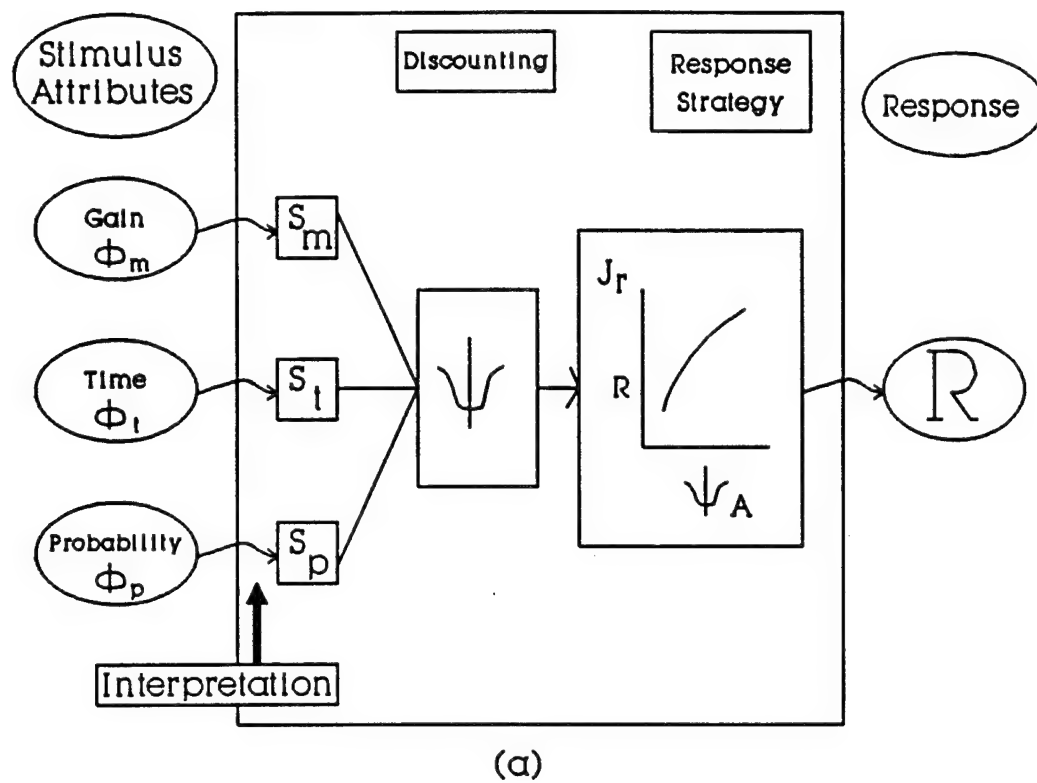 Stimulus
Attributes
Discounting
Response
Strategy
Response
Gain
Φm
Sm
Time
Φt
St
Probability
Φp
Sp
Interpretation
ψ
Jr
R
ψA
R
(a)